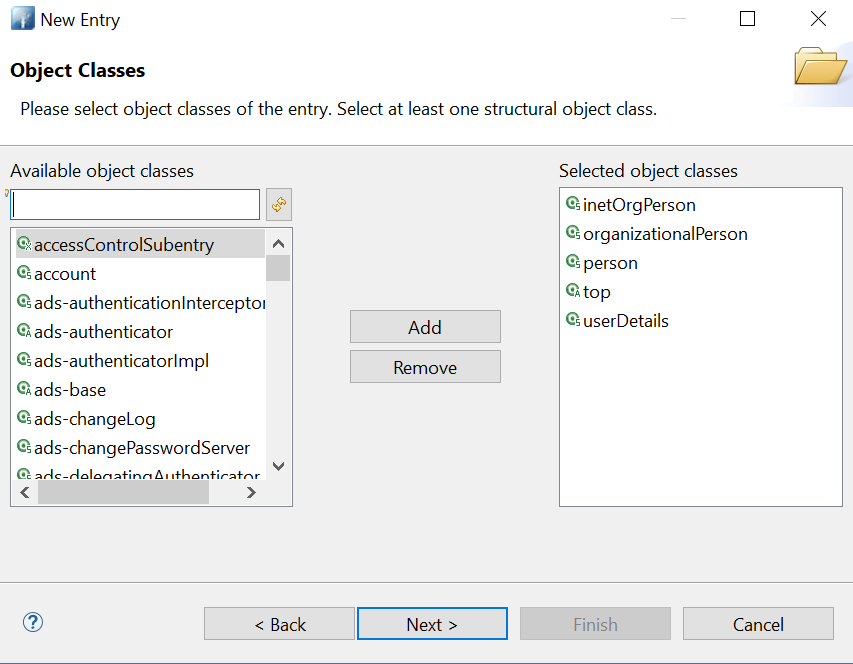 New Entry
Object Classes
Please select object classes of the entry. Select at least one structural object class.
Available object classes
accessControlSubentry
account
ads-authenticationInterceptor
ads-authenticator
ads-authenticatorImpl
ads-base
ads-changeLog
ads-changePasswordServer
ads-delegatingAuthenticator
Add
Remove
Selected object classes
inetOrgPerson
organizationalPerson
person
top
userDetails
?
< Back
Next >
Finish
Cancel